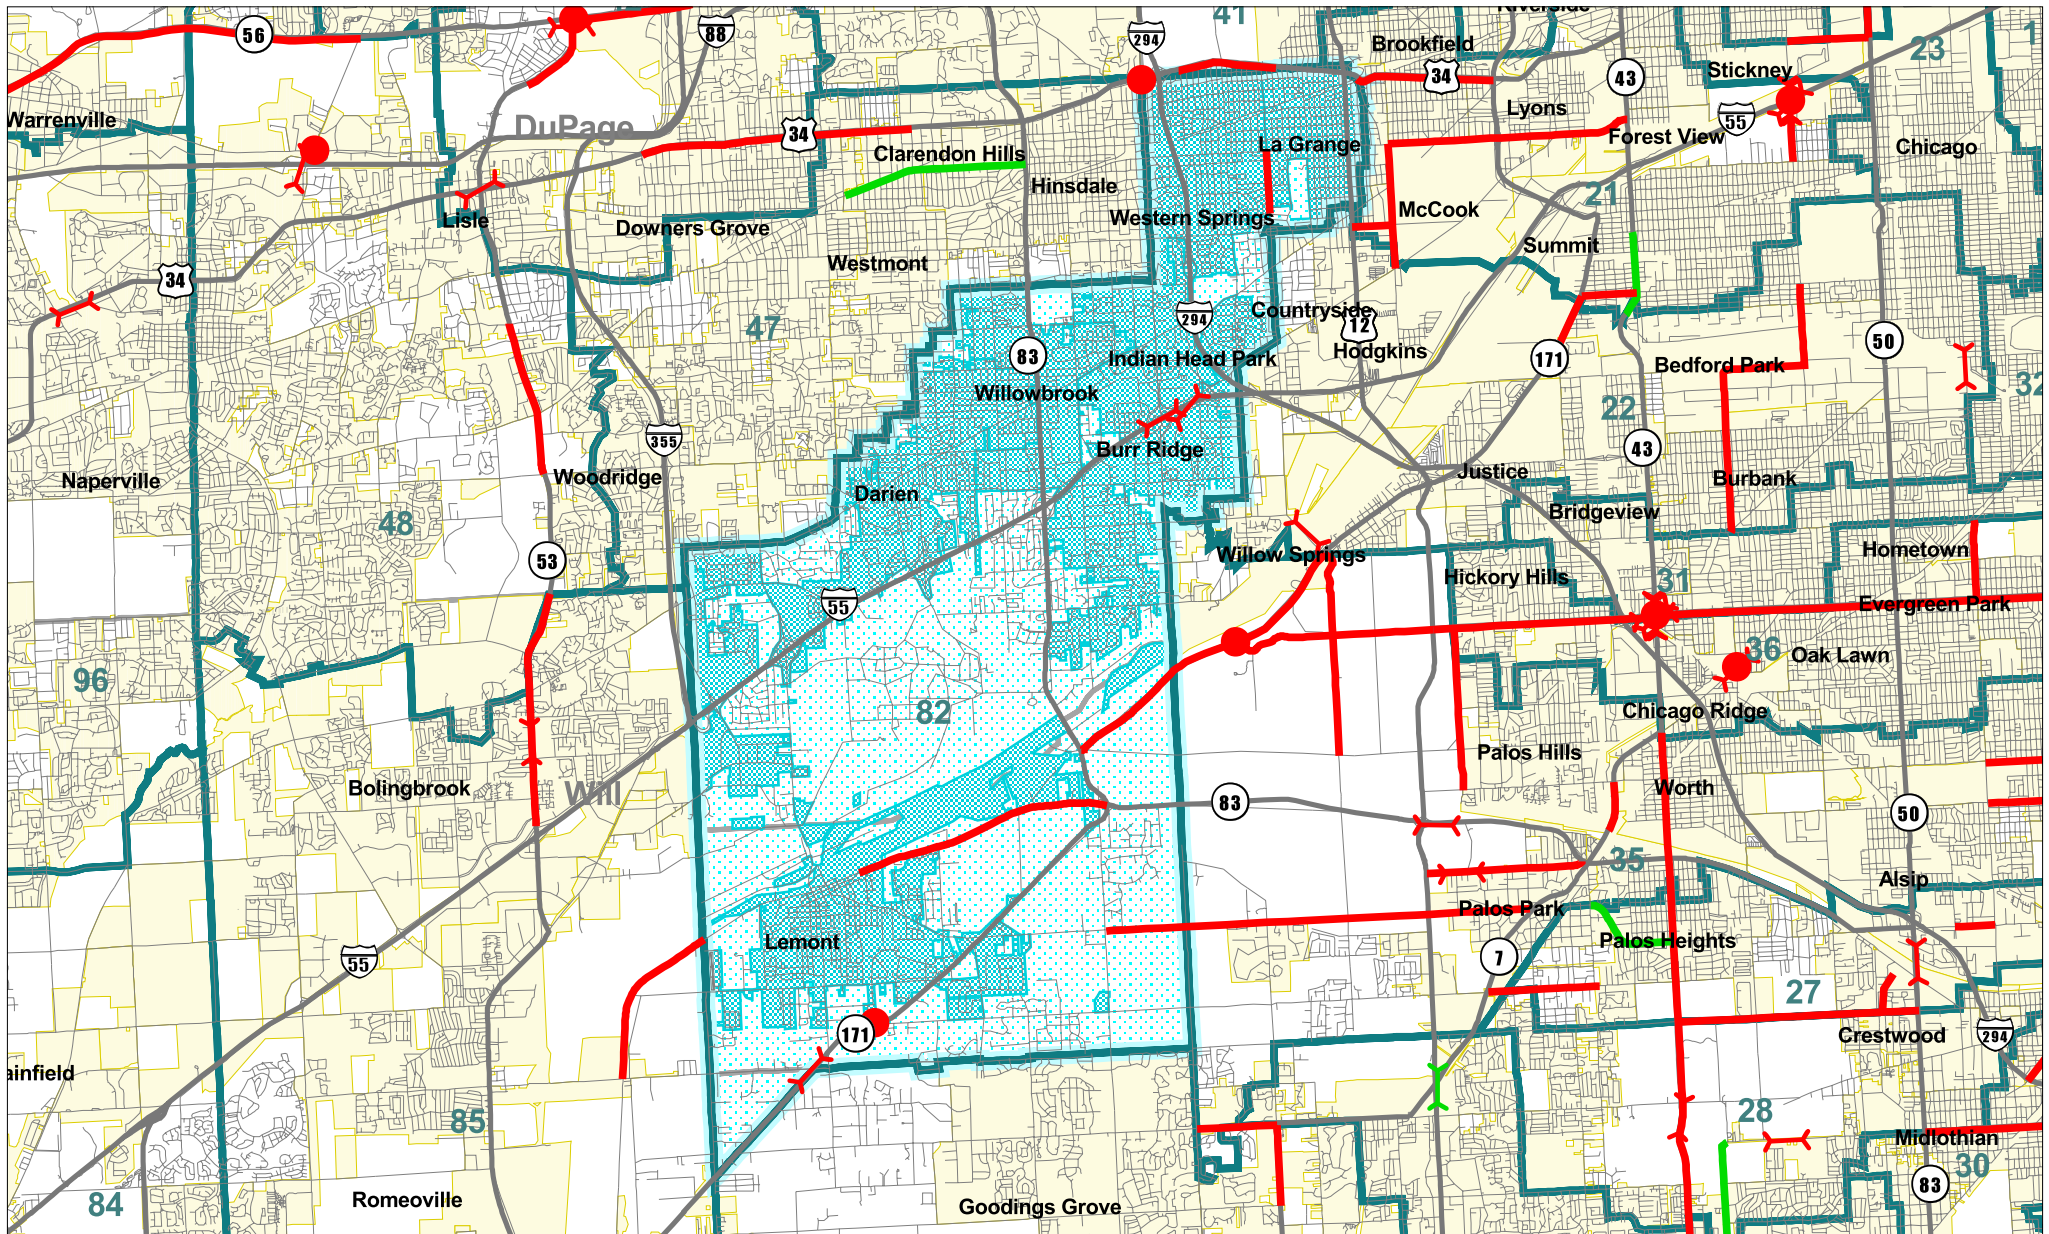 41
Riverside
56
88
294
Brookfield
34
43
23
1
Stickney
Warrenville
DuPage
34
Lyons
55
Forest View
Chicago
La Grange
Clarendon Hills
Hinsdale
21
Lisle
Downers Grove
Western Springs
McCook
Summit
Westmont
34
Countryside
294
12
47
83
Indian Head Park
Hodgkins
171
Bedford Park
50
32
Willowbrook
22
355
Burr Ridge
43
Naperville
Woodridge
Darien
Justice
Burbank
48
Bridgeview
53
Willow Springs
Hometown
Hickory Hills
31
55
Evergreen Park
96
36
Oak Lawn
82
Chicago Ridge
Palos Hills
Bolingbrook
Will
83
Worth
50
35
Alsip
Palos Park
Lemont
Palos Heights
55
7
27
171
Crestwood
294
ainfield
85
28
Midlothian
30
84
Romeoville
Goodings Grove
83